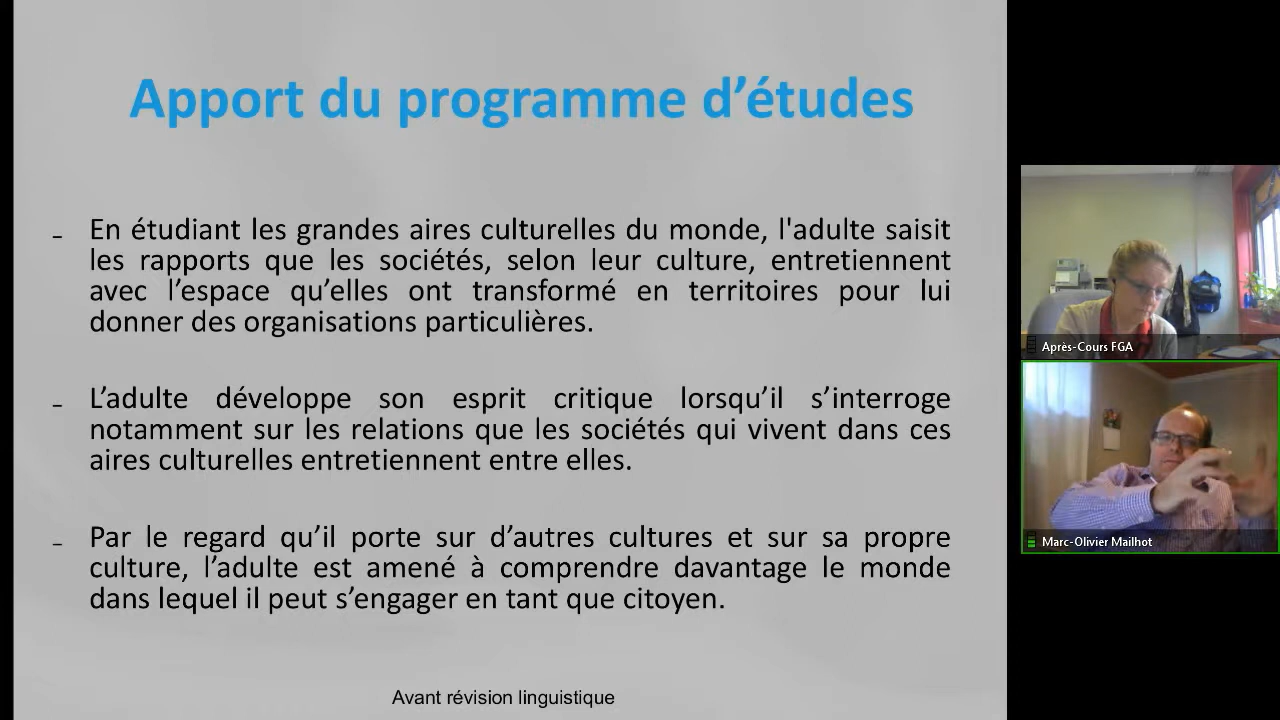 Apport du programme d’études
- En étudiant les grandes aires culturelles du monde, l'adulte saisit
les rapports que les sociétés, selon leur culture, entretiennent
avec l’espace qu’elles ont transformé en territoires pour lui
donner des organisations particulières.
- L’adulte développe son esprit critique lorsqu’il s’interroge
notamment sur les relations que les sociétés qui vivent dans ces
aires culturelles entretiennent entre elles.
- Par le regard qu’il porte sur d’autres cultures et sur sa propre
culture, l’adulte est amené à comprendre davantage le monde
dans lequel il peut s’engager en tant que citoyen.
Avant révision linguistique
Après-Cours FGA
Marc-Olivier Mailhot